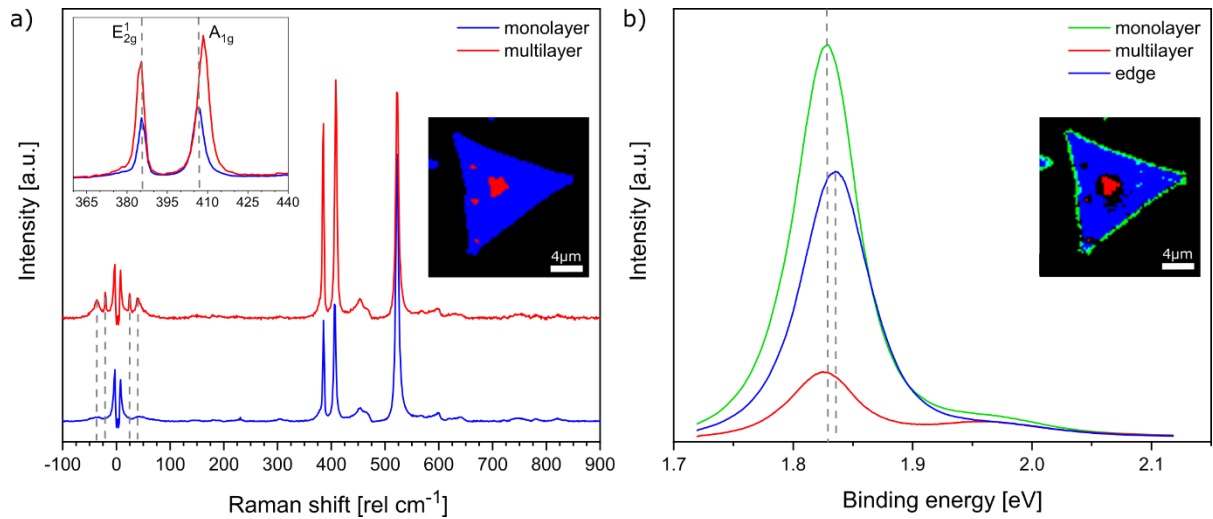 a)
E¹₂g
A₁g
monolayer
multilayer
365 380 395 410 425 440
4μm
Intensity [a.u.]
-100 0 100 200 300 400 500 600 700 800 900
Raman shift [rel cm⁻¹]
b)
monolayer
multilayer
edge
4μm
Intensity [a.u.]
1.7 1.8 1.9 2.0 2.1
Binding energy [eV]